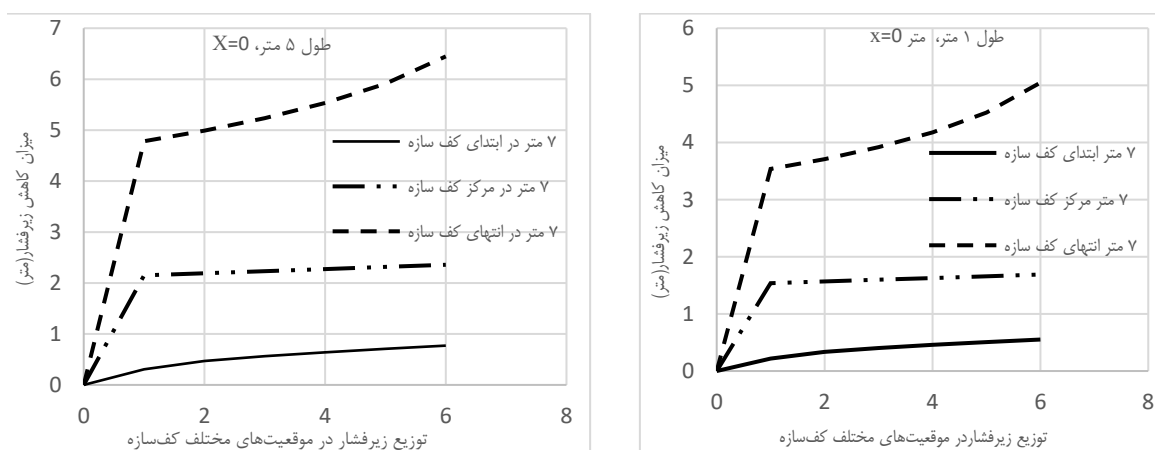 طول ۵ متر، X=0
7
6
5
4
3
2
1
0
0
2
4
6
8
۷ متر در ابتدای کف سازه
۷ متر در مرکز کف سازه
۷ متر در انتهای کف سازه
میزان کاهش زیرفشار(متر)
توزیع زیرفشار در موقعیت‌های مختلف کف‌سازه
طول ۱ متر، متر x=0
6
5
4
3
2
1
0
0
2
4
6
8
۷ متر ابتدای کف سازه
۷ متر مرکز کف سازه
۷ متر انتهای کف سازه
میزان کاهش زیرفشار(متر)
توزیع زیرفشاردر موقعیت‌های مختلف کف‌سازه